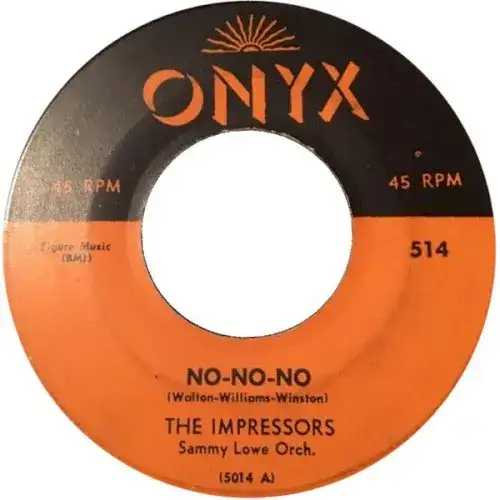 ONYX
45 RPM
45 RPM
Figure Music
(BMI)
514
NO-NO-NO
(Walton-Williams-Winston)
THE IMPRESSORS
Sammy Lowe Orch.
(5014 A)